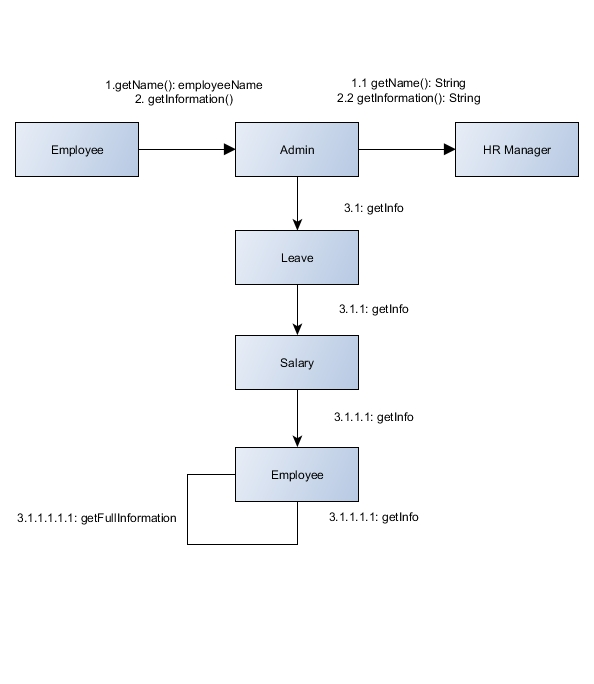 1.getName(): employeeName
2. getInformation()
1.1 getName(): String
2.2 getInformation(): String
Employee
Admin
HR Manager
3.1: getInfo
Leave
3.1.1: getInfo
Salary
3.1.1.1: getInfo
Employee
3.1.1.1.1.1: getFullInformation
3.1.1.1.1: getInfo